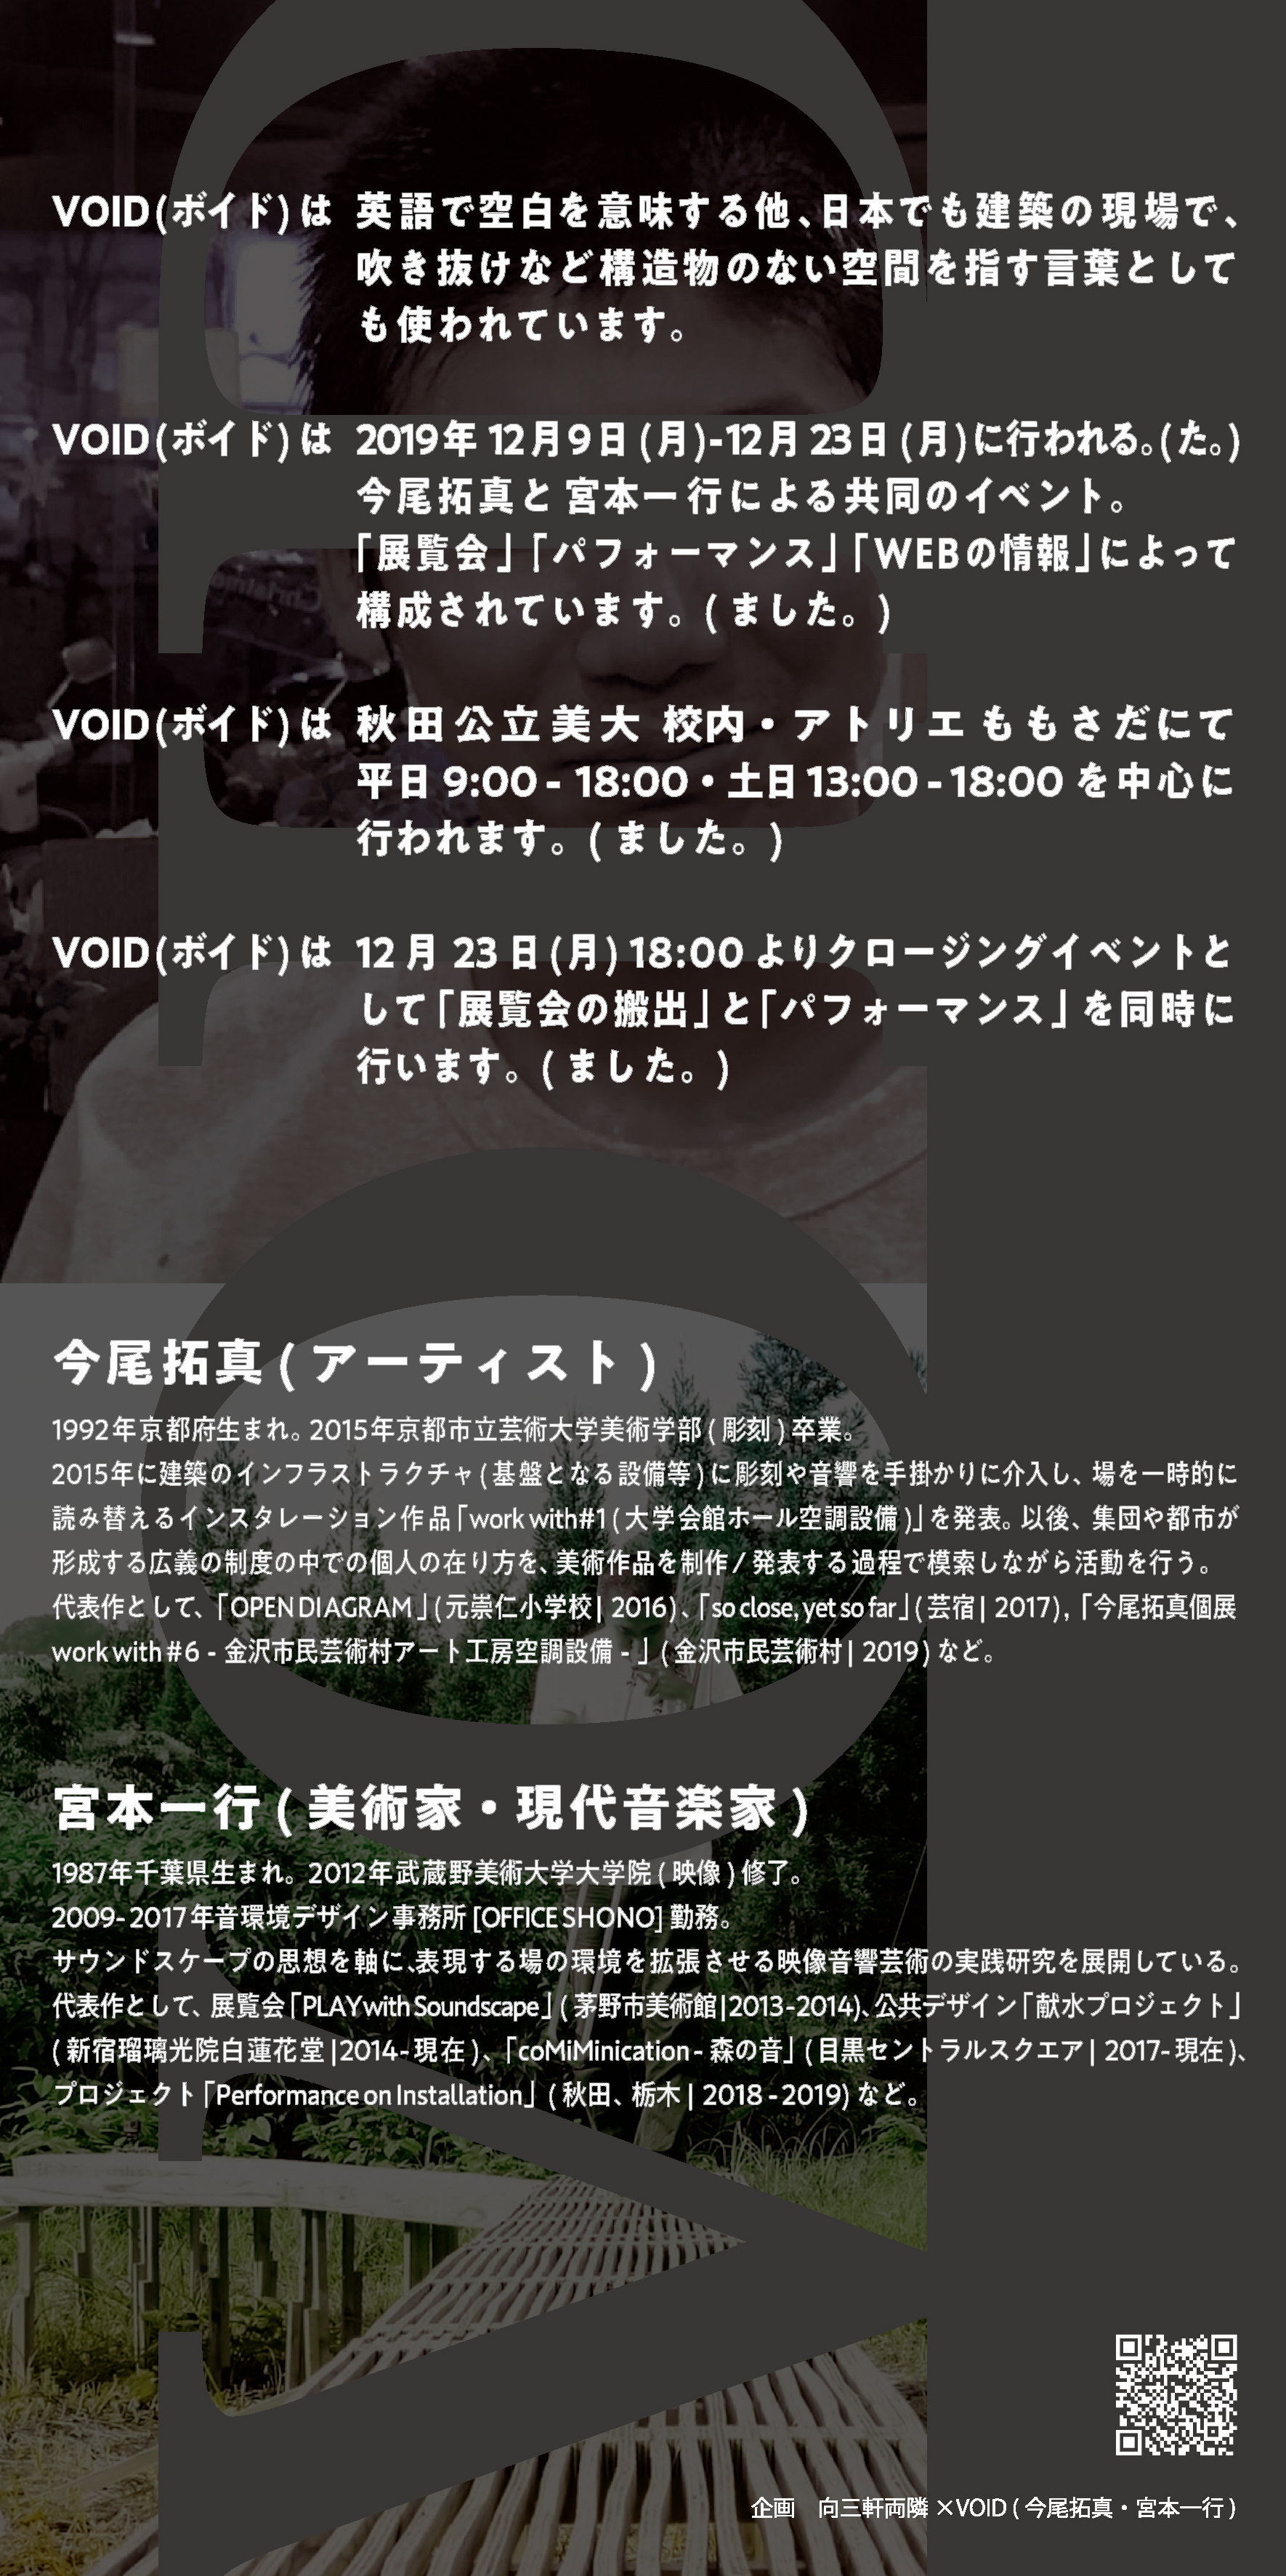 VOID(ボイド)は 英語で空白を意味する他、日本でも建築の現場で、
吹き抜けなど構造物のない空間を指す言葉として
も使われています。
VOID(ボイド)は 2019年 12月9日(月)-12月 23日(月)に行われる。(た。)
今尾拓真と 宮本一行による共同のイベント。
「展覧会」「パフォーマンス」「WEBの情報」によって
構成されています。( ました。)
VOID(ボイド)は 秋田公立美大 校内・アトリエ ももさだにて
平日 9:00 - 18:00・土日 13:00 - 18:00 を中心に
行われます。( ました。)
VOID(ボイド)は 12 月 23 日(月) 18:00 よりクロージングイベントと
して「展覧会の搬出」と「パフォーマンス」を同時に
行います。( ました。)
今尾拓真 ( アーティスト )
1992年京都府生まれ。2015年京都市立芸術大学美術学部 ( 彫刻 ) 卒業。
2015年に建築のインフラストラクチャ ( 基盤となる設備等 ) に彫刻や音響を手掛かりに介入し、場を一時的に
読み替えるインスタレーション作品「work with#1 ( 大学会館ホール空調設備 )」を発表。以後、集団や都市が
形成する広義の制度の中での個人の在り方を、美術作品を制作 / 発表する過程で模索しながら活動を行う。
代表作として、「OPEN DIAGRAM」( 元崇仁小学校 | 2016 )、「so close, yet so far」( 芸宿 | 2017 ), 「今尾拓真個展
work with #6 - 金沢市民芸術村アート工房空調設備 - 」( 金沢市民芸術村 | 2019 ) など。
宮本一行 ( 美術家・現代音楽家 )
1987年千葉県生まれ。2012年武蔵野美術大学大学院 ( 映像 ) 修了。
2009- 2017年音環境デザイン事務所 [OFFICE SHONO] 勤務。
サウンドスケープの思想を軸に、表現する場の環境を拡張させる映像音響芸術の実践研究を展開している。
代表作として、展覧会「PLAY with Soundscape」( 茅野市美術館 | 2013-2014)、公共デザイン「献水プロジェクト」
( 新宿瑠璃光院白蓮花堂 | 2014- 現在 )、「coMiMinication - 森の音」( 目黒セントラルスクエア | 2017- 現在 )、
プロジェクト「Performance on Installation」( 秋田、栃木 | 2018 -2019) など。
企画　向三軒両隣 ×VOID ( 今尾拓真・宮本一行 )
VOID